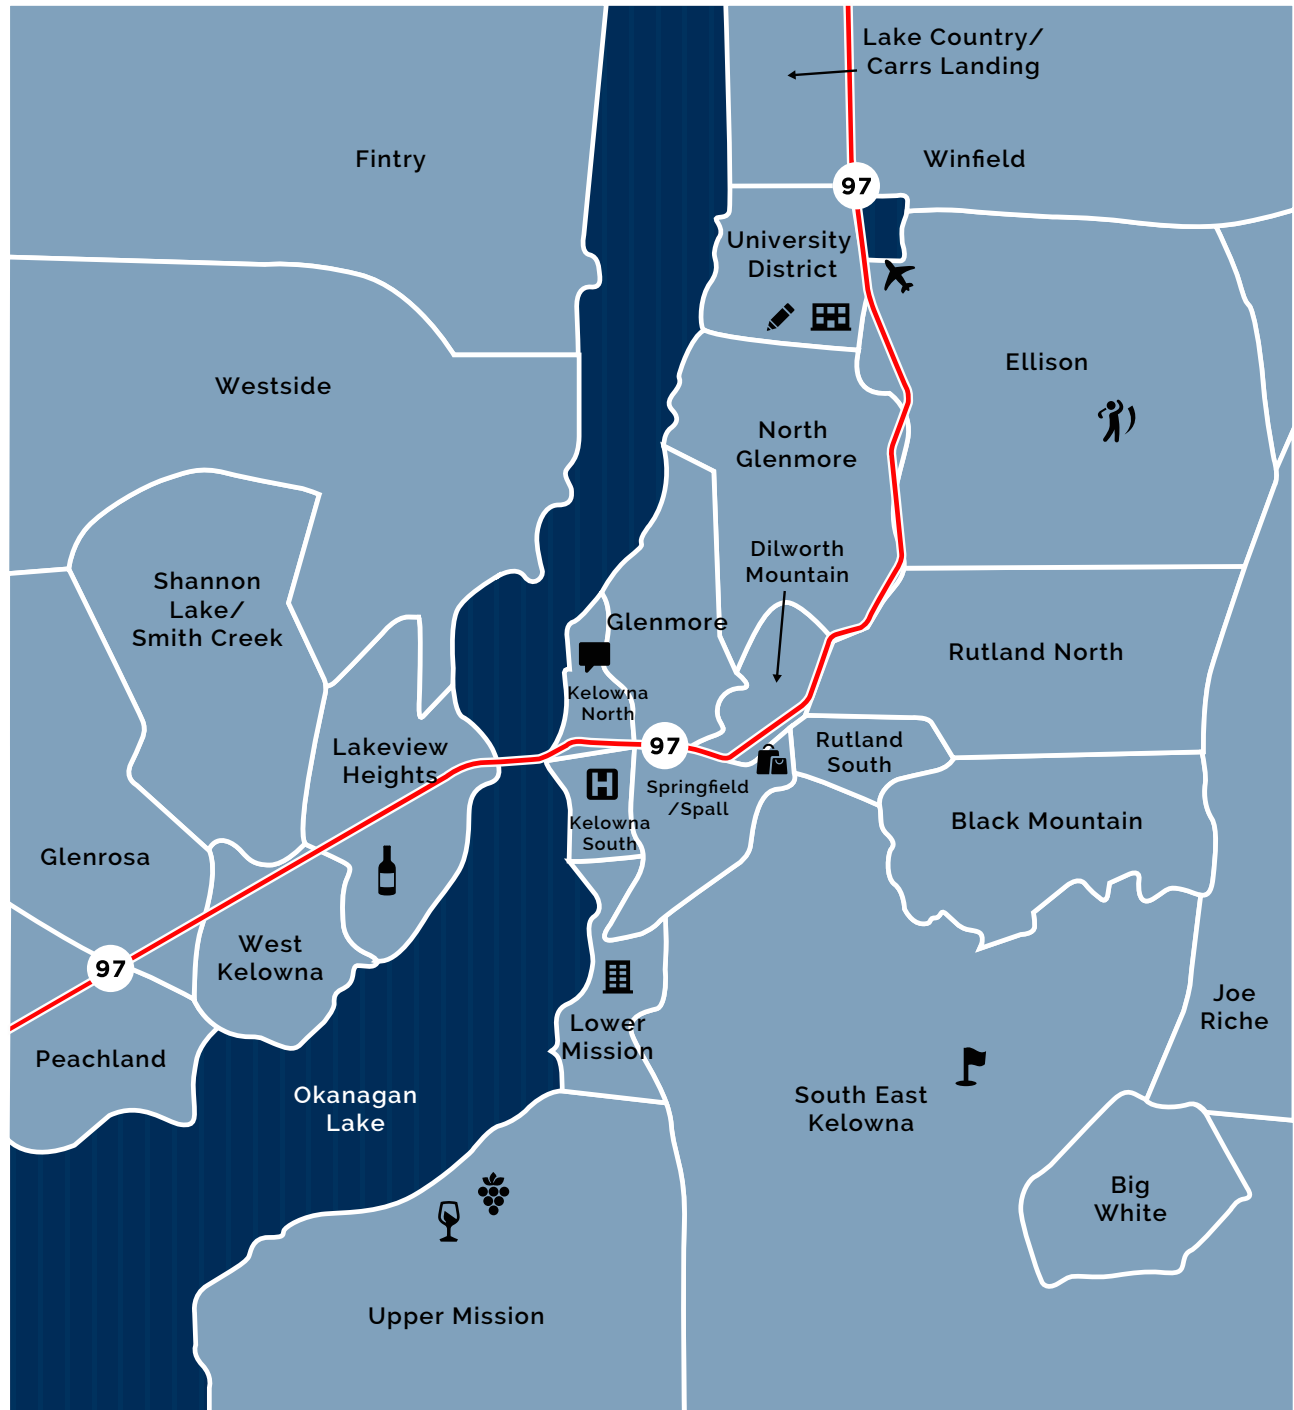 Lake Country/
Carrs Landing
Fintry
Winfield
97
University
District
Ellison
Westside
North
Glenmore
Dilworth
Mountain
Shannon
Lake/
Smith Creek
Glenmore
Rutland North
Kelowna
North
Lakeview
Heights
97
Rutland
South
Springfield
/Spall
Kelowna
South
Black Mountain
Glenrosa
West
Kelowna
97
Lower
Mission
Joe
Riche
Peachland
Okanagan
Lake
South East
Kelowna
Big
White
Upper Mission